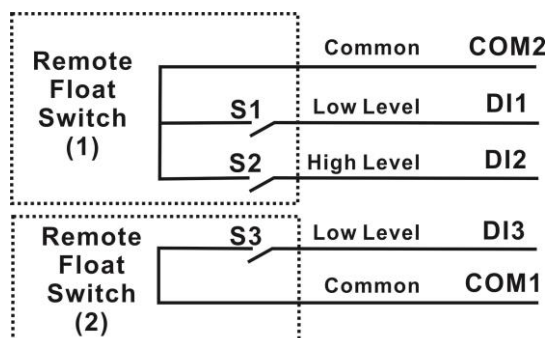 Remote
Float
Switch
(1)
Common COM2
S1 Low Level DI1
S2 High Level DI2
Remote
Float
Switch
(2)
S3 Low Level DI3
Common COM1